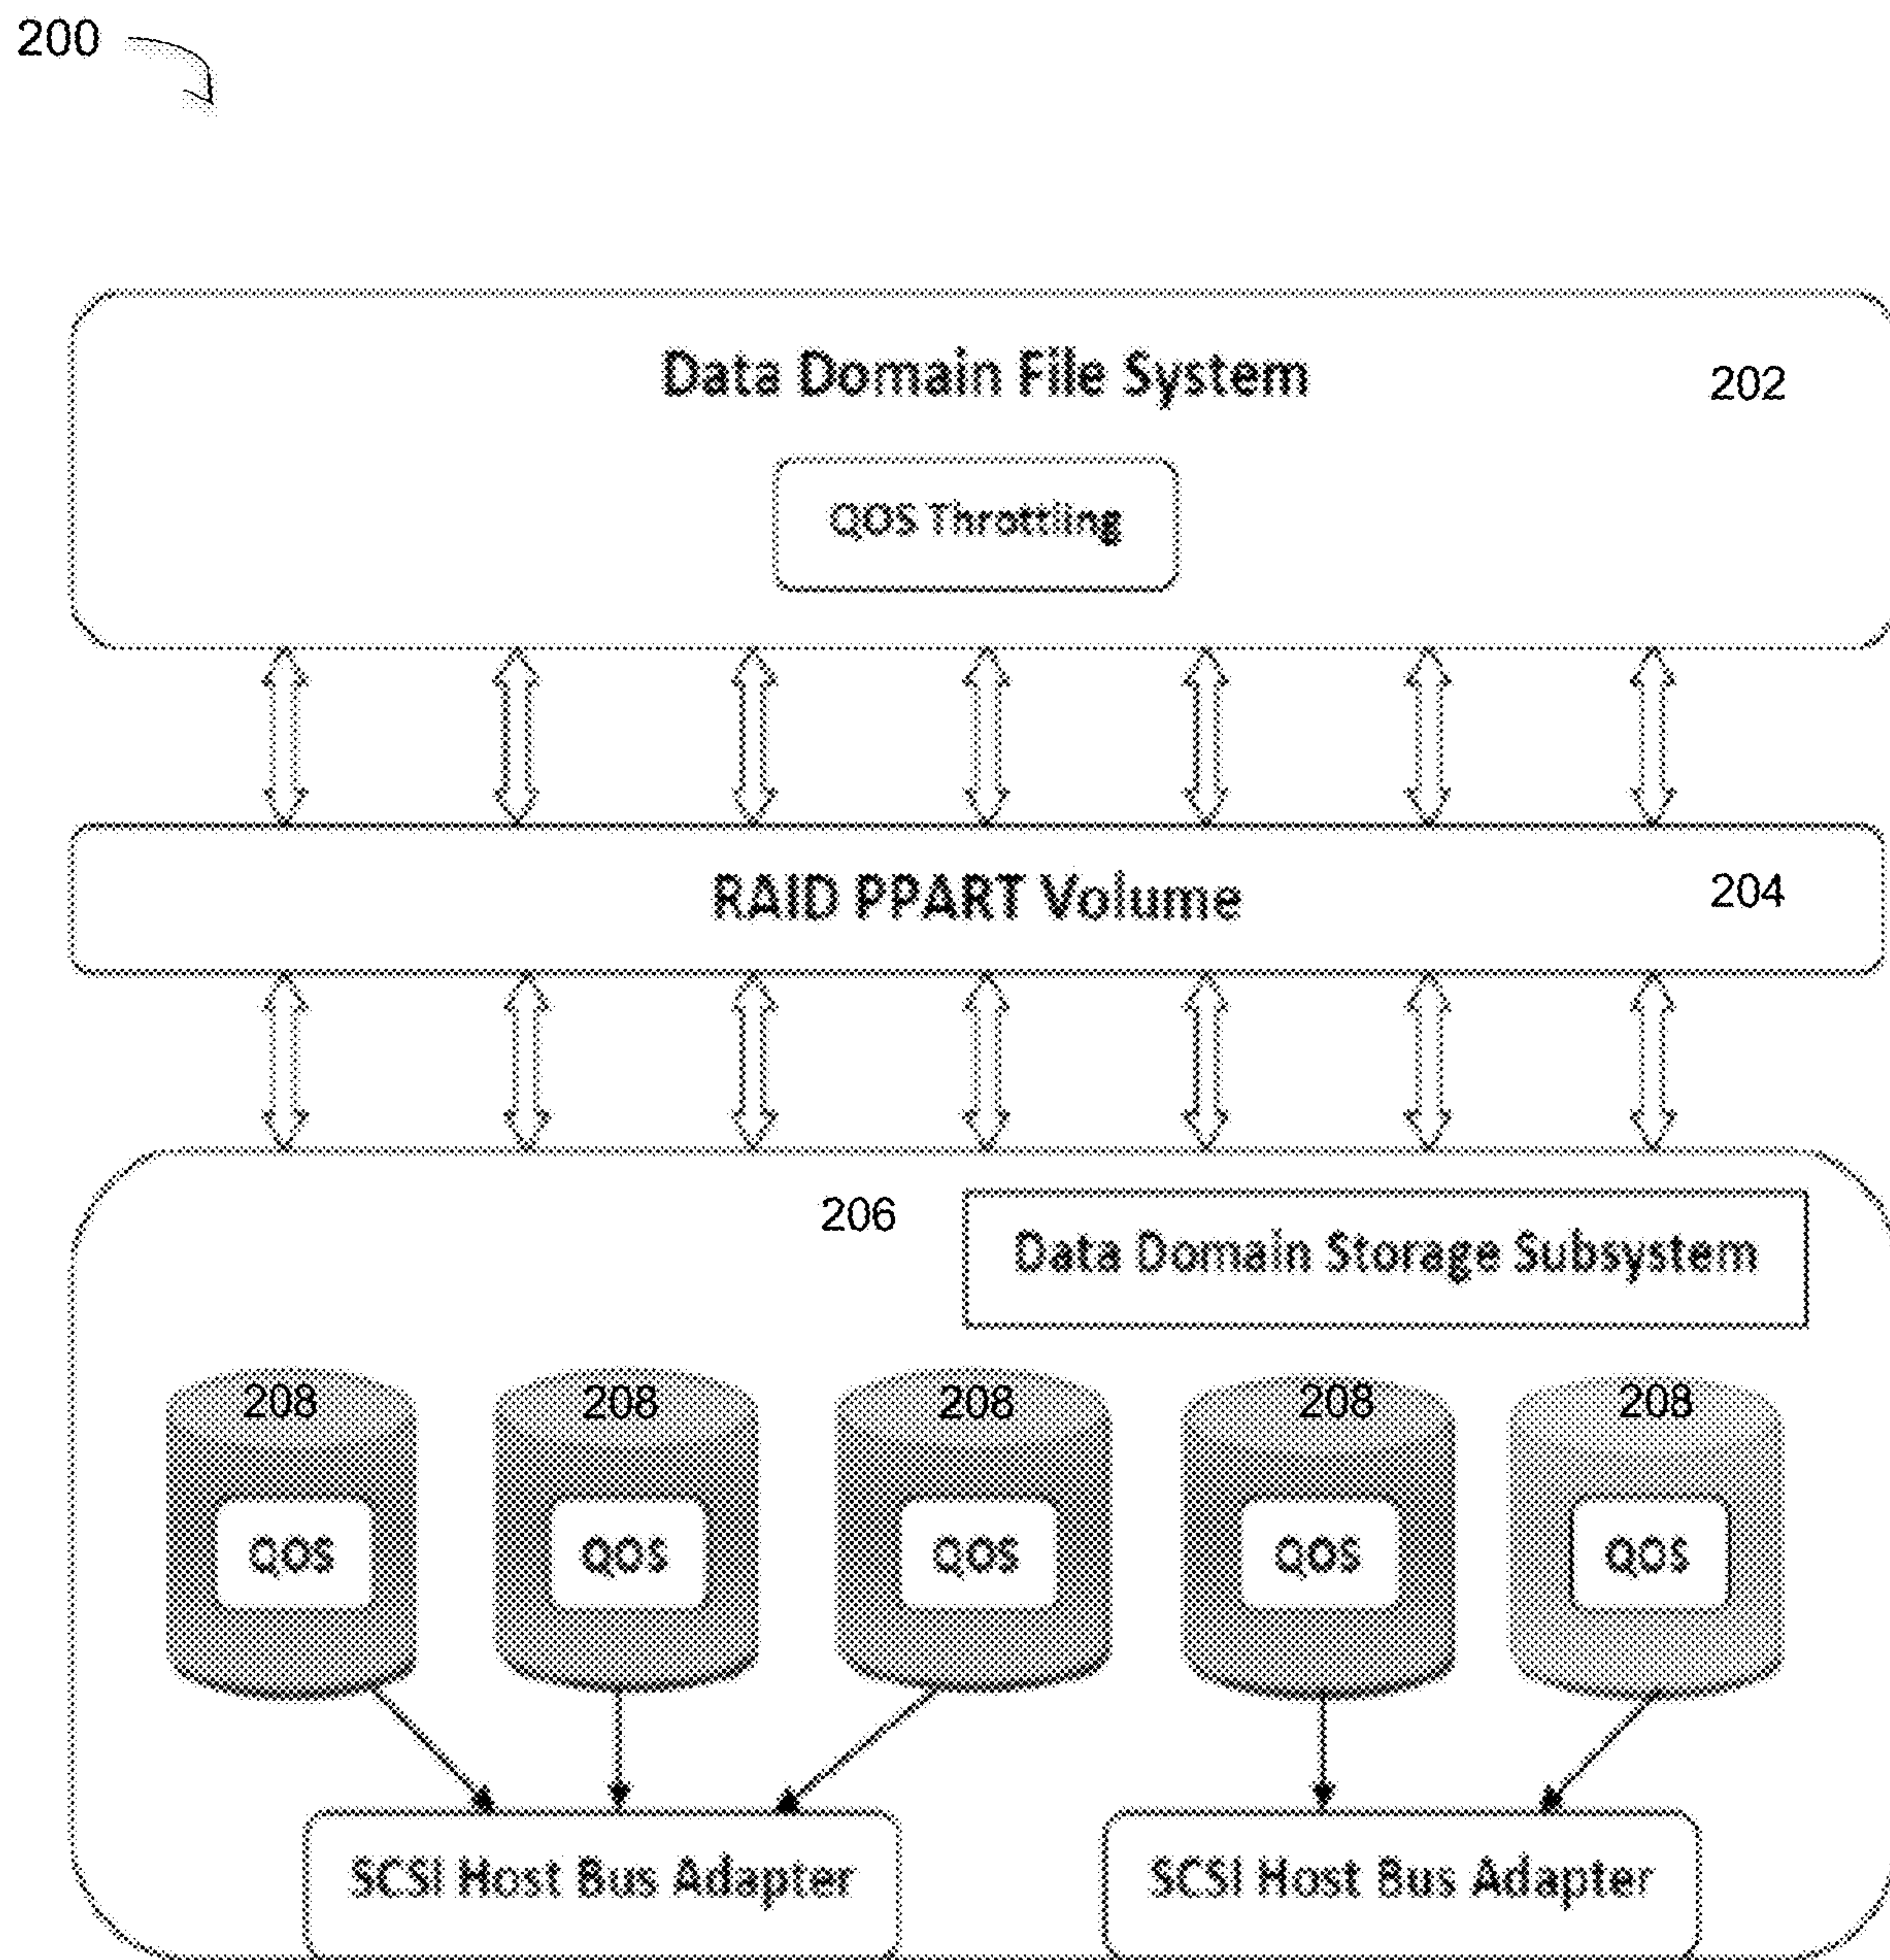 200
Data Domain File System
202
QOS Throttling
RAID PPART Volume
204
206
Data Domain Storage Subsystem
208 208 208 208 208
QOS QOS QOS QOS QOS
SCSI Host Bus Adapter SCSI Host Bus Adapter